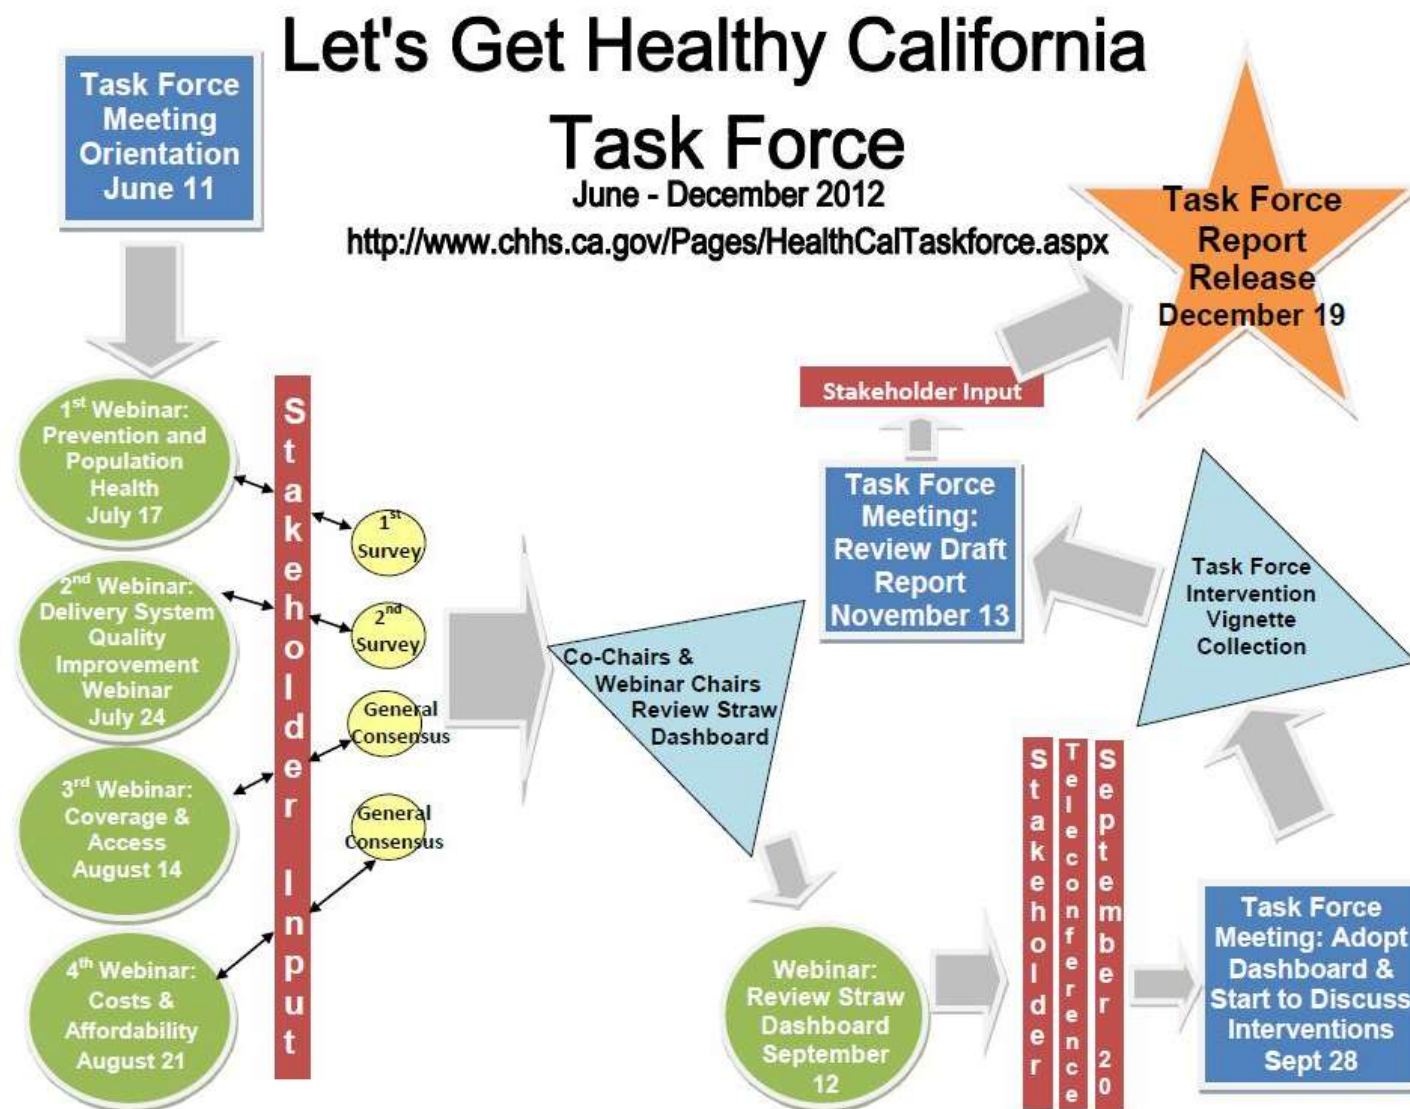 Let's Get Healthy California
Task Force
June - December 2012
http://www.chhs.ca.gov/Pages/HealthCalTaskforce.aspx
Task Force
Meeting
Orientation
June 11
1st Webinar:
Prevention and
Population
Health
July 17
2nd Webinar:
Delivery System
Quality
Improvement
Webinar
July 24
3rd Webinar:
Coverage &
Access
August 14
4th Webinar:
Costs &
Affordability
August 21
Stakeholder Input
1st
Survey
2nd
Survey
General
Consensus
General
Consensus
Co-Chairs &
Webinar Chairs
Review Straw
Dashboard
Webinar:
Review Straw
Dashboard
September
12
Stakeholder
Teleconference
September 20
Task Force
Meeting: Adopt
Dashboard &
Start to Discuss
Interventions
Sept 28
Task Force
Intervention
Vignette
Collection
Task Force
Meeting:
Review Draft
Report
November 13
Stakeholder Input
Task Force
Report
Release
December 19